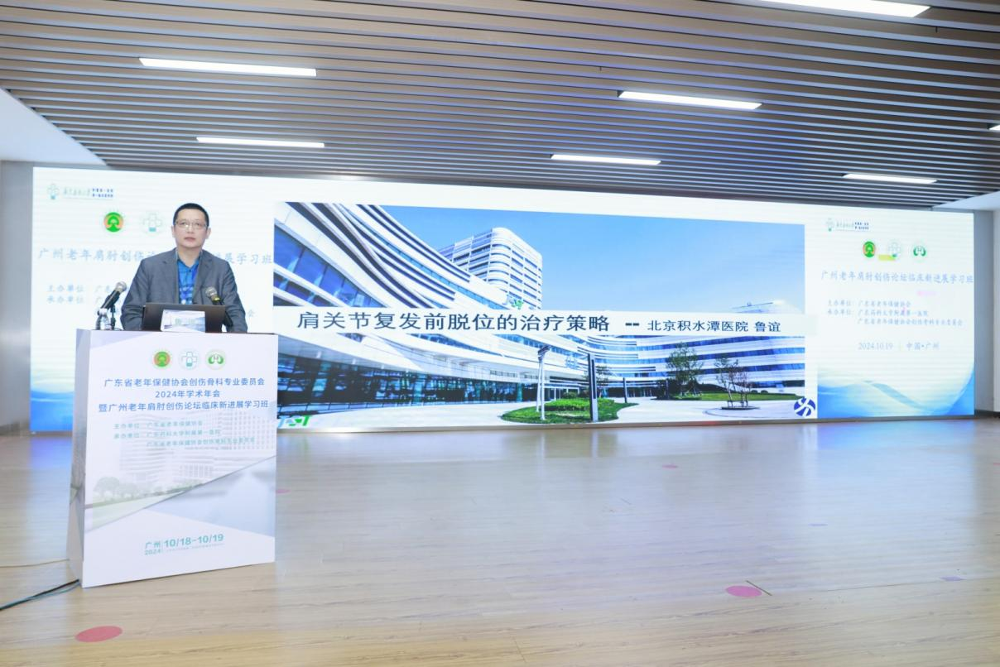 广州老年肩肘创伤论
展学习班
主办单位：广
承办单位：
会
肩关节复发前脱位的治疗策略 -- 北京积水潭医院 鲁谊
广州老年肩肘创伤论坛临床新进展学习班
主办单位：广东省老年保健协会
承办单位：广东药科大学附属第一医院
广东省老年保健协会创伤骨科专业委员会
2024.10.19 | 中国•广州
广东省老年保健协会创伤骨科专业委员会
2024年学术年会
暨广州老年肩肘创伤论坛临床新进展学习班
主办单位：广东省老年保健协会
承办单位：广东药科大学附属第一医院
广东省老年保健协会创伤骨科专业委员会
广州 2024 10/18-10/19